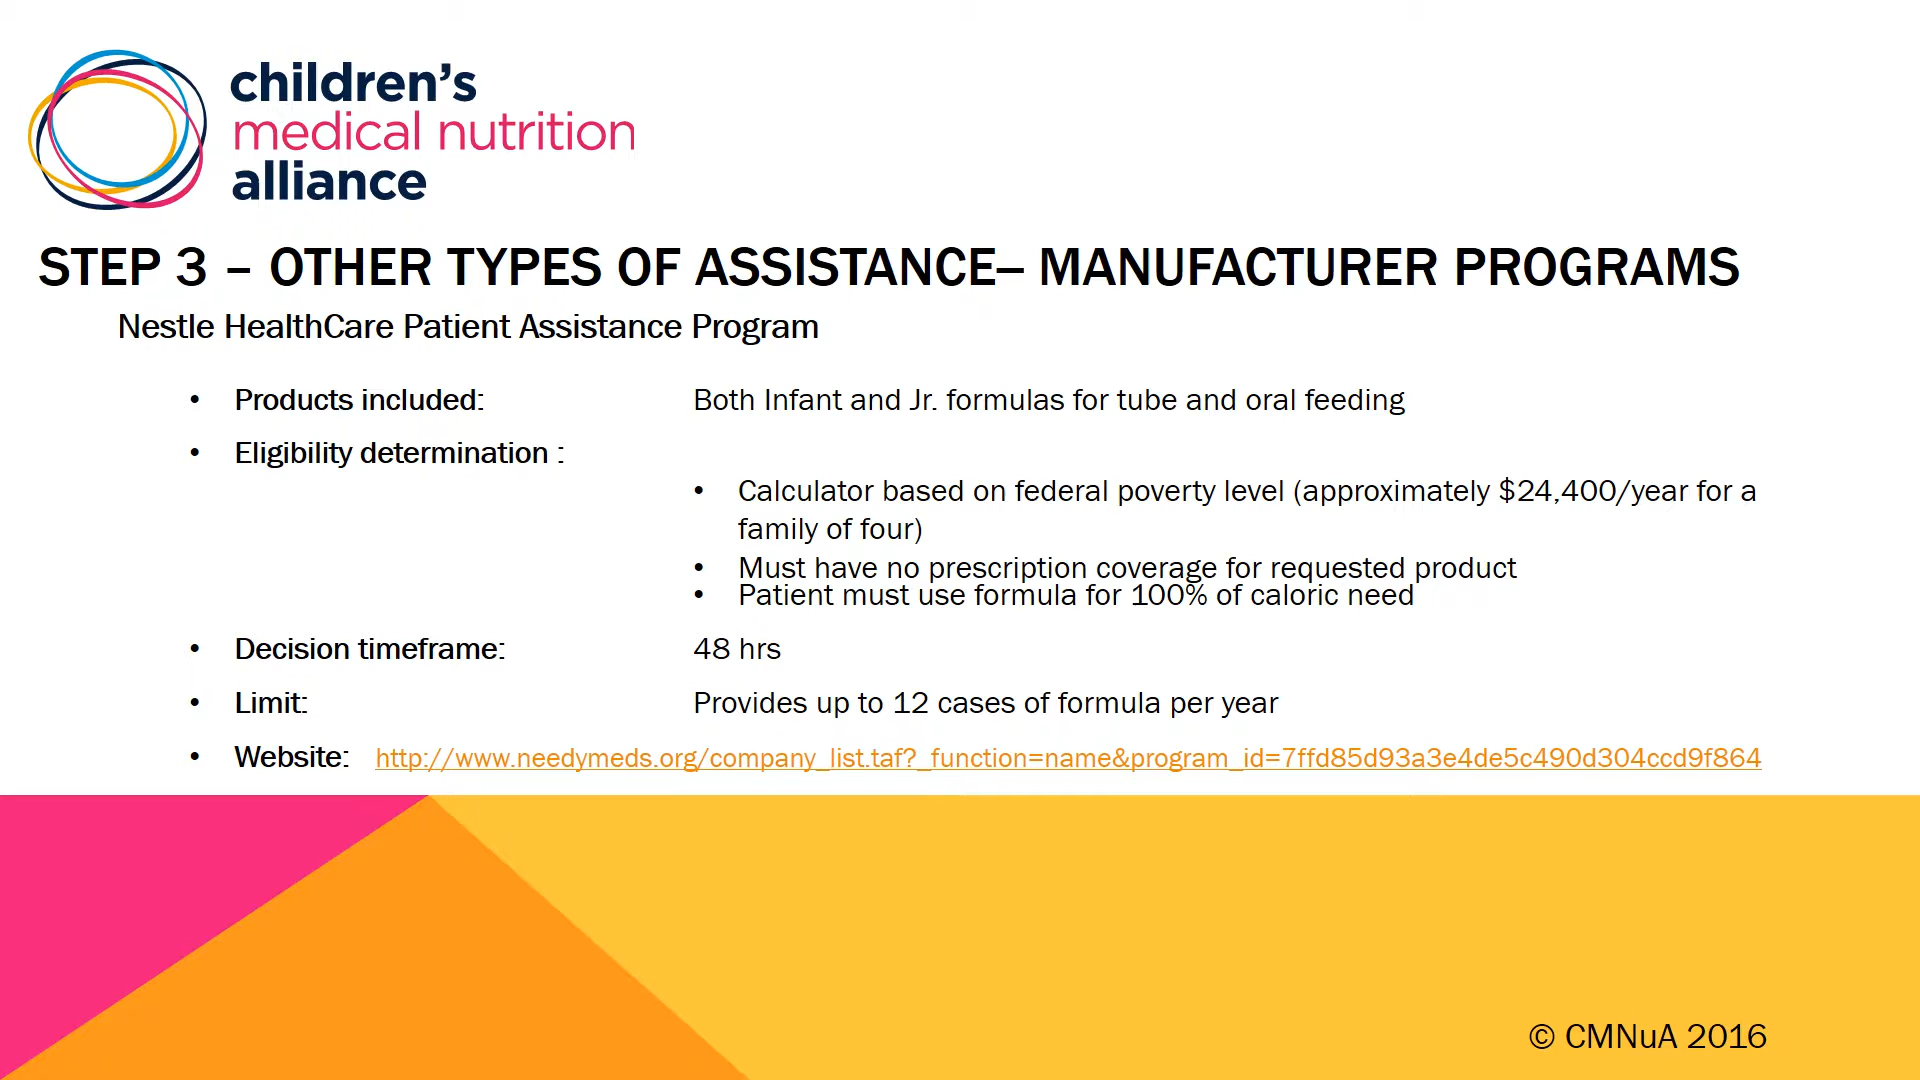 children's
medical nutrition
alliance
STEP 3 – OTHER TYPES OF ASSISTANCE– MANUFACTURER PROGRAMS
Nestle HealthCare Patient Assistance Program
• Products included: Both Infant and Jr. formulas for tube and oral feeding
• Eligibility determination :
• Calculator based on federal poverty level (approximately $24,400/year for a
family of four)
• Must have no prescription coverage for requested product
• Patient must use formula for 100% of caloric need
• Decision timeframe: 48 hrs
• Limit: Provides up to 12 cases of formula per year
• Website: http://www.needymeds.org/company_list.taf?_function=name&program_id=7ffd85d93a3e4de5c490d304ccd9f864
© CMNuA 2016